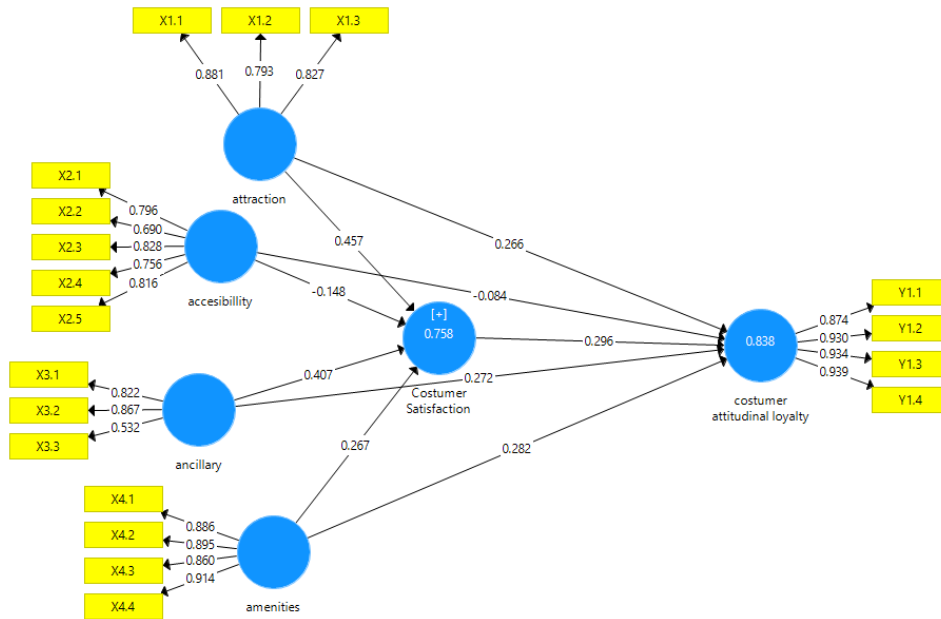 X1.1
X1.2
X1.3
0.881
0.793
0.827
attraction
X2.1
X2.2
X2.3
X2.4
X2.5
0.796
0.690
0.828
0.756
0.816
accesibillity
0.457
0.266
-0.148
-0.084
[+]
0.758
Costumer
Satisfaction
0.296
0.838
costumer
attitudinal loyalty
0.874
0.930
0.934
0.939
Y1.1
Y1.2
Y1.3
Y1.4
X3.1
X3.2
X3.3
0.822
0.867
0.532
ancillary
0.407
0.272
0.267
0.282
X4.1
X4.2
X4.3
X4.4
0.886
0.895
0.860
0.914
amenities